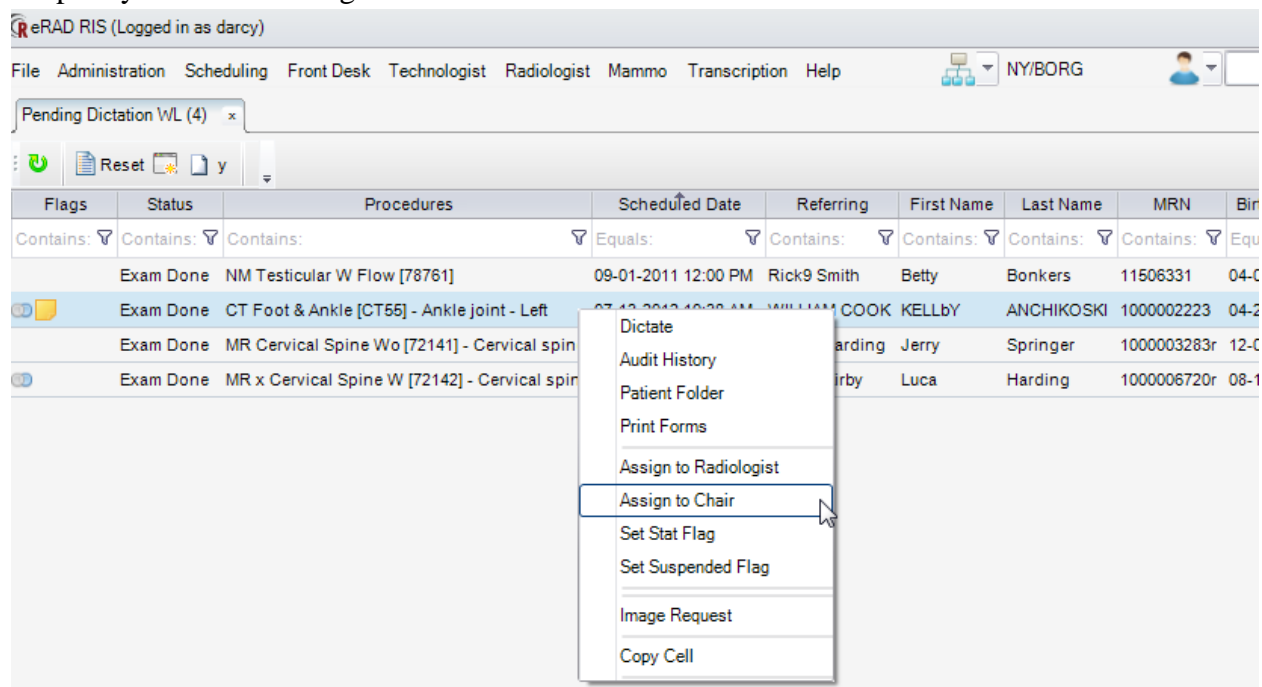 eRAD RIS (Logged in as darcy)
File Administration Scheduling Front Desk Technologist Radiologist Mammo Transcription Help NY/BORG
Pending Dictation WL (4) x
Reset y
Flags Status Procedures Scheduled Date Referring First Name Last Name MRN
Contains: Contains: Contains: Equals: Contains: Contains: Contains: Contains:
Exam Done NM Testicular W Flow [78761] 09-01-2011 12:00 PM Rick9 Smith Betty Bonkers 11506331
Exam Done CT Foot & Ankle [CT55] - Ankle joint - Left COOK KELLbY ANCHIKOSKI 1000002223
Exam Done MR Cervical Spine Wo [72141] - Cervical spin arding Jerry Springer 1000003283r
Exam Done MR x Cervical Spine W [72142] - Cervical spin irby Luca Harding 1000006720r
Dictate
Audit History
Patient Folder
Print Forms
Assign to Radiologist
Assign to Chair
Set Stat Flag
Set Suspended Flag
Image Request
Copy Cell